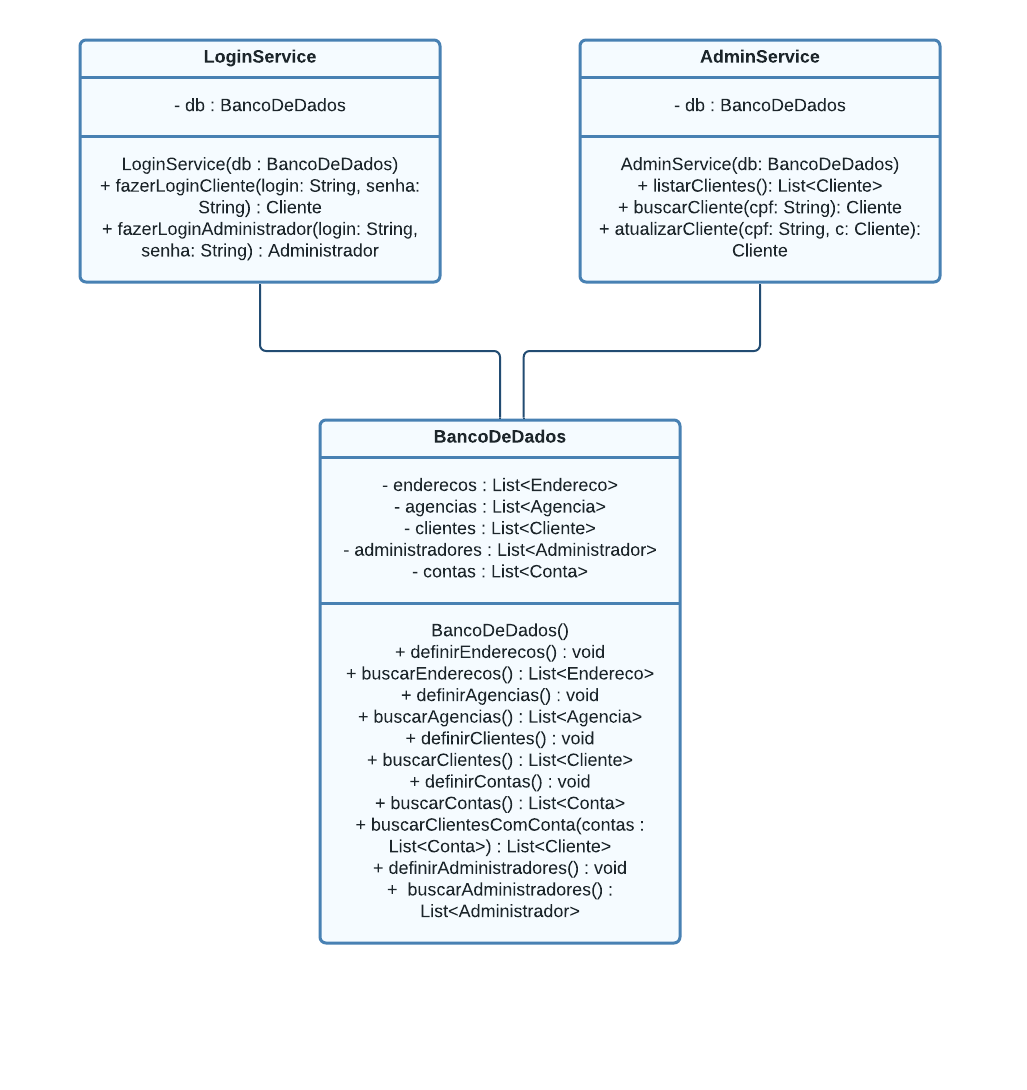 LoginService
- db : BancoDeDados
LoginService(db : BancoDeDados)
+ fazerLoginCliente(login: String, senha:
String) : Cliente
+ fazerLoginAdministrador(login: String,
senha: String) : Administrador
AdminService
- db : BancoDeDados
AdminService(db: BancoDeDados)
+ listarClientes(): List<Cliente>
+ buscarCliente(cpf: String): Cliente
+ atualizarCliente(cpf: String, c: Cliente):
Cliente
BancoDeDados
- enderecos : List<Endereco>
- agencias : List<Agencia>
- clientes : List<Cliente>
- administradores : List<Administrador>
- contas : List<Conta>
BancoDeDados()
+ definirEnderecos() : void
+ buscarEnderecos() : List<Endereco>
+ definirAgencias() : void
+ buscarAgencias() : List<Agencia>
+ definirClientes() : void
+ buscarClientes() : List<Cliente>
+ definirContas() : void
+ buscarContas() : List<Conta>
+ buscarClientesComConta(contas :
List<Conta>) : List<Cliente>
+ definirAdministradores() : void
+  buscarAdministradores() :
List<Administrador>